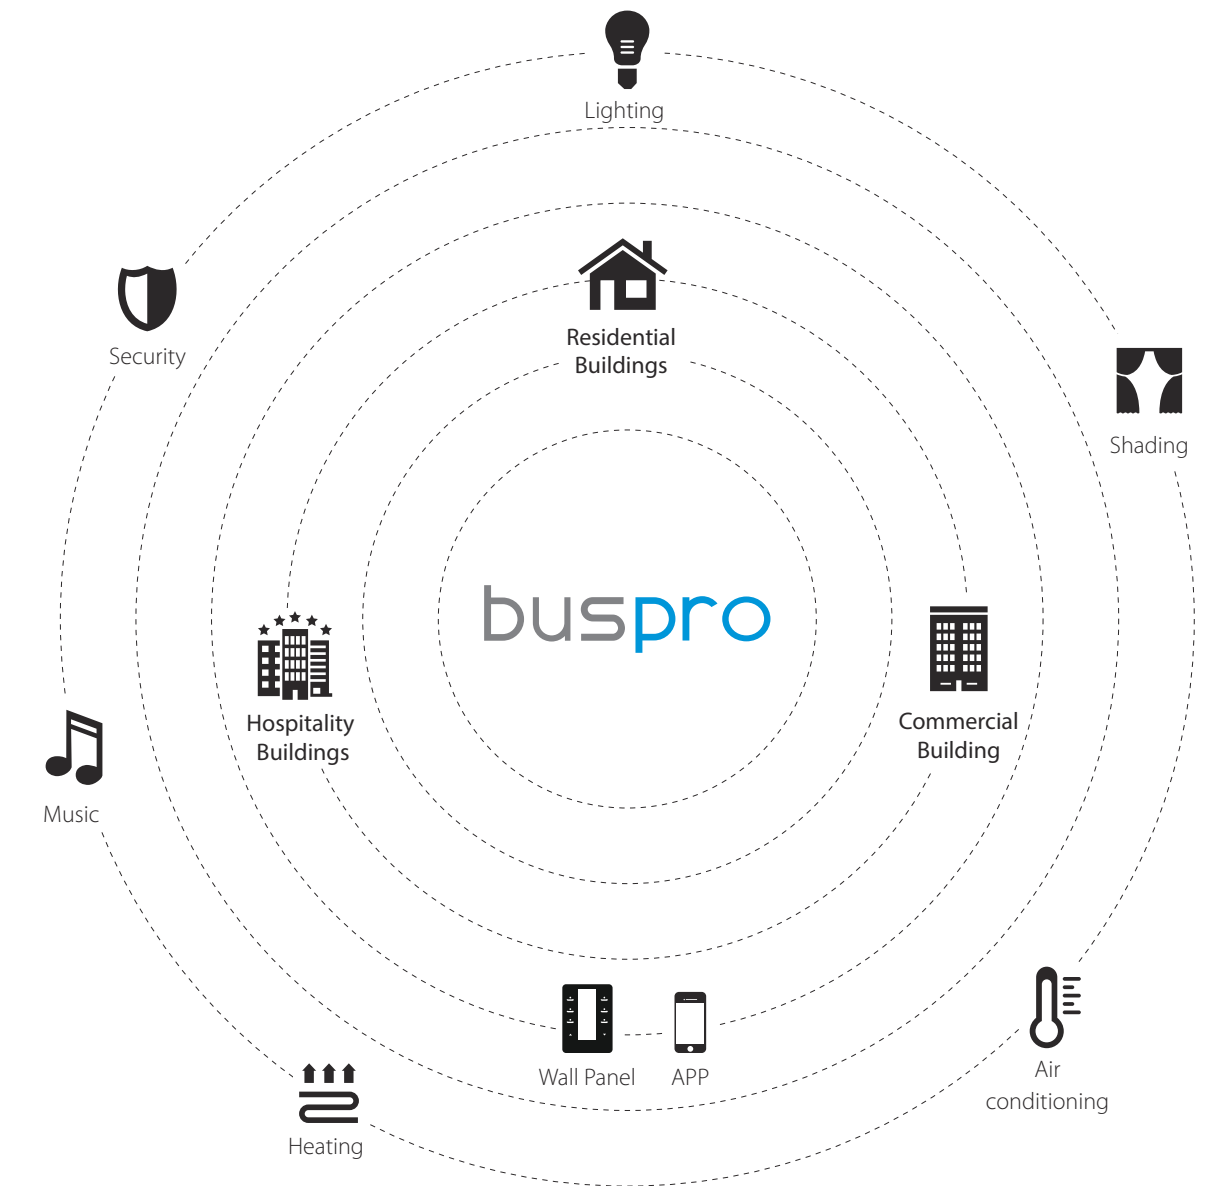 Lighting
Residential
Buildings
Security
Shading
buspro
Hospitality
Buildings
Commercial
Building
Music
Wall Panel
APP
Air
conditioning
Heating